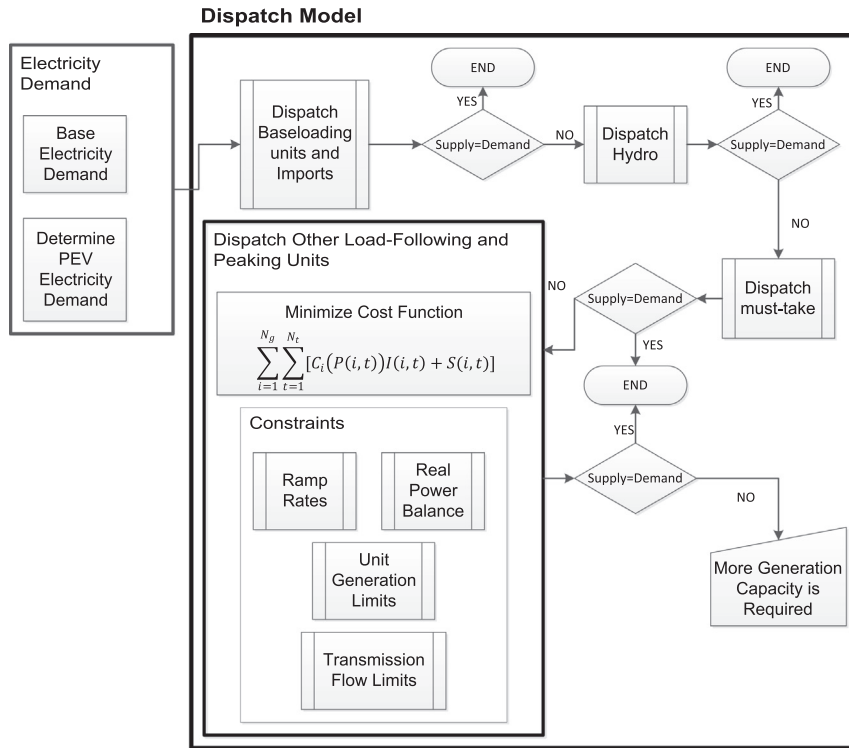 Dispatch Model
Electricity
Demand
Base
Electricity
Demand
Determine
PEV
Electricity
Demand
Dispatch
Baseloading
units and
Imports
Supply=Demand
YES
END
NO
Dispatch
Hydro
Supply=Demand
YES
END
NO
Dispatch
must-take
Supply=Demand
NO
YES
END
Dispatch Other Load-Following and
Peaking Units
Minimize Cost Function
$\sum_{i=1}^{N_g} \sum_{t=1}^{N_t} [C_i(P(i,t))I(i,t) + S(i,t)]$
Constraints
Ramp
Rates
Real
Power
Balance
Unit
Generation
Limits
Transmission
Flow Limits
YES
Supply=Demand
NO
More Generation
Capacity is
Required